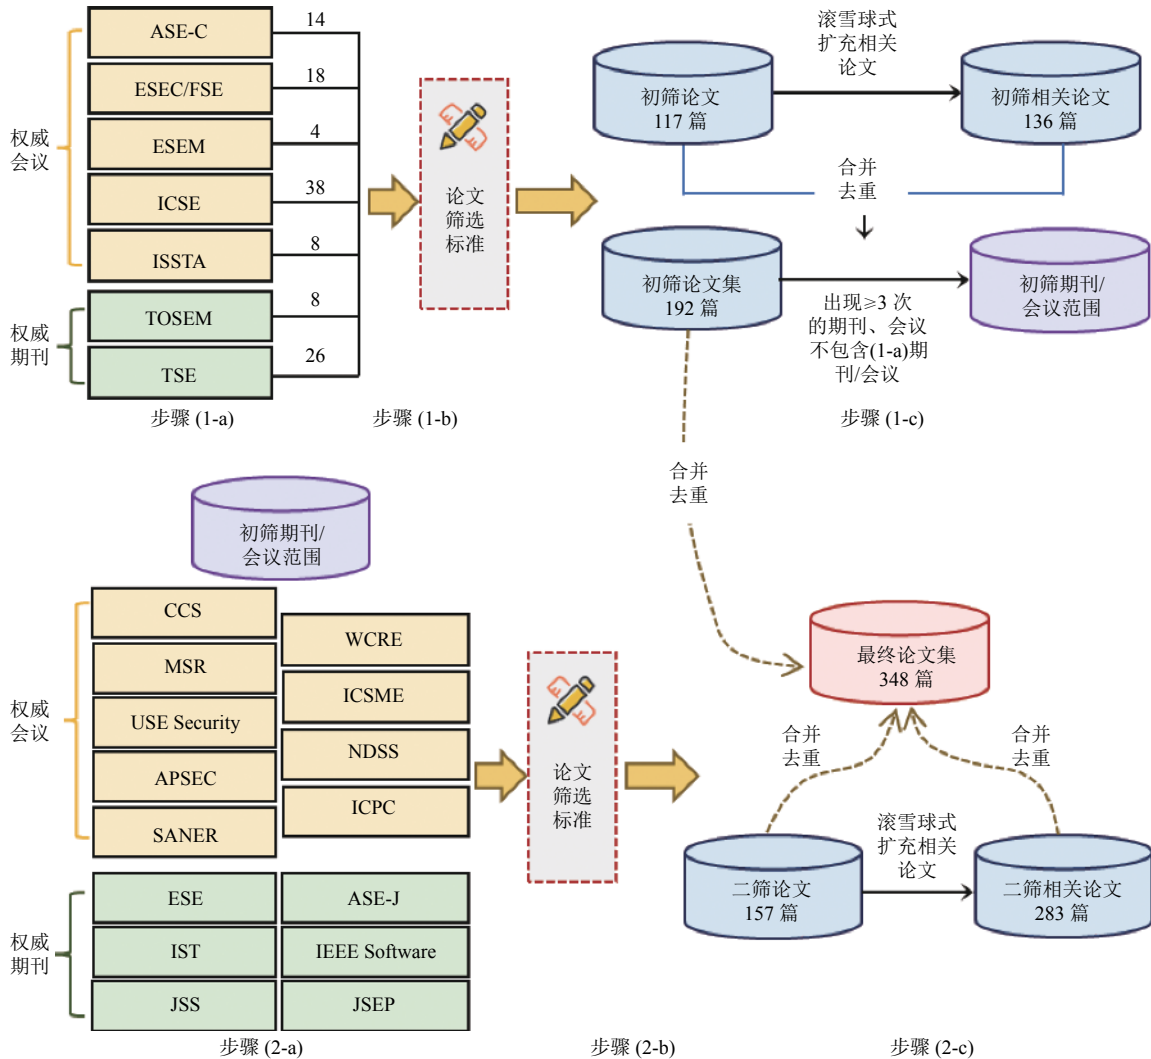 权威
会议
ASE-C
14
ESEC/FSE
18
ESEM
4
ICSE
38
ISSTA
8
权威
期刊
TOSEM
8
TSE
26
论文
筛选
标准
初筛论文
117 篇
滚雪球式
扩充相关
论文
初筛相关论文
136 篇
合并
去重
初筛论文集
192 篇
出现≥3 次
的期刊、会议
不包含(1-a)期
刊/会议
初筛期刊/
会议范围
步骤 (1-a)
步骤 (1-b)
步骤 (1-c)
合并
去重
初筛期刊/
会议范围
权威
会议
CCS
MSR
USE Security
APSEC
SANER
WCRE
ICSME
NDSS
ICPC
权威
期刊
ESE
ASE-J
IST
IEEE Software
JSS
JSEP
论文
筛选
标准
最终论文集
348 篇
合并
去重
合并
去重
二筛论文
157 篇
滚雪球式
扩充相关
论文
二筛相关论文
283 篇
步骤 (2-a)
步骤 (2-b)
步骤 (2-c)